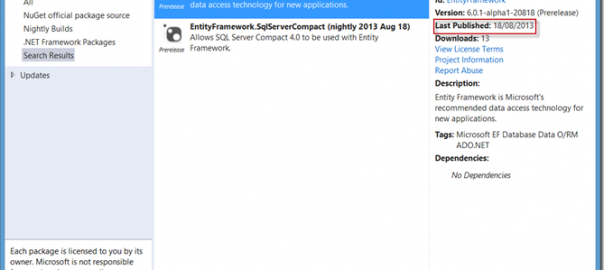 All
NuGet official package source
Nightly Builds
.NET Framework Packages
Search Results
Updates
Each package is licensed to you by its
owner. Microsoft is not responsible
Prerelease
data access technology for new applications.
EntityFramework.SqlServerCompact (nightly 2013 Aug 18)
Prerelease
Allows SQL Server Compact 4.0 to be used with Entity
Framework.
Id: EntityFramework
Version: 6.0.1-alpha1-20818 (Prerelease)
Last Published: 18/08/2013
Downloads: 13
View License Terms
Project Information
Report Abuse
Description:
Entity Framework is Microsoft's
recommended data access technology for
new applications.
Tags: Microsoft EF Database Data O/RM
ADO.NET
Dependencies:
No Dependencies